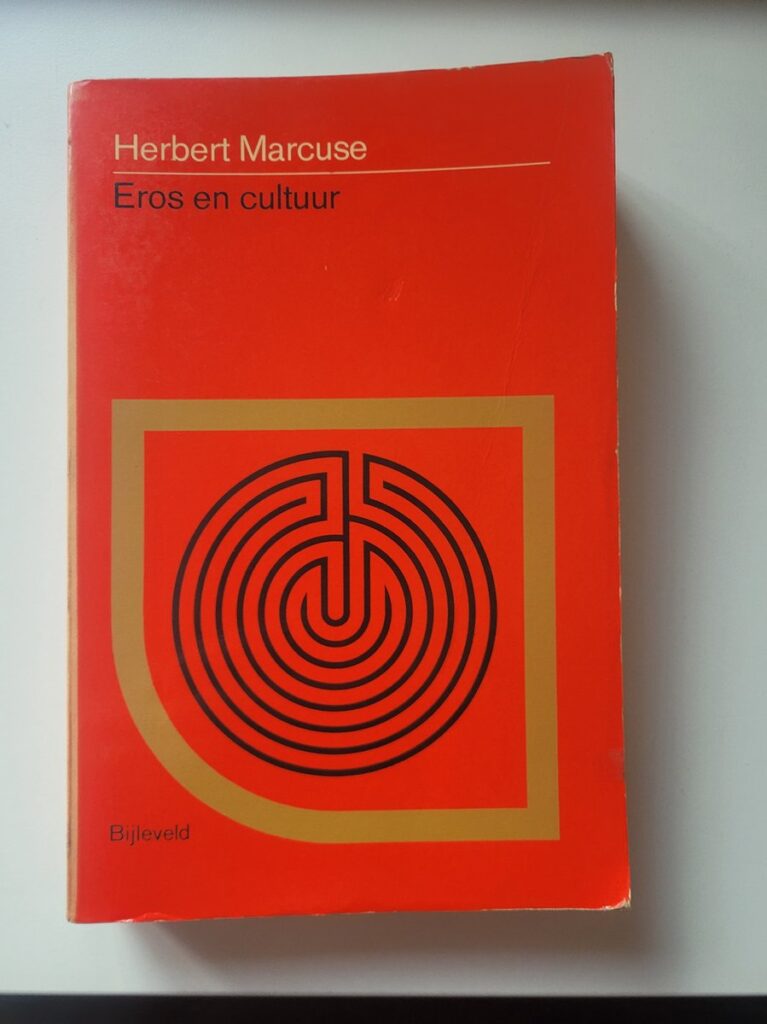 Herbert Marcuse
Eros en cultuur
Bijleveld